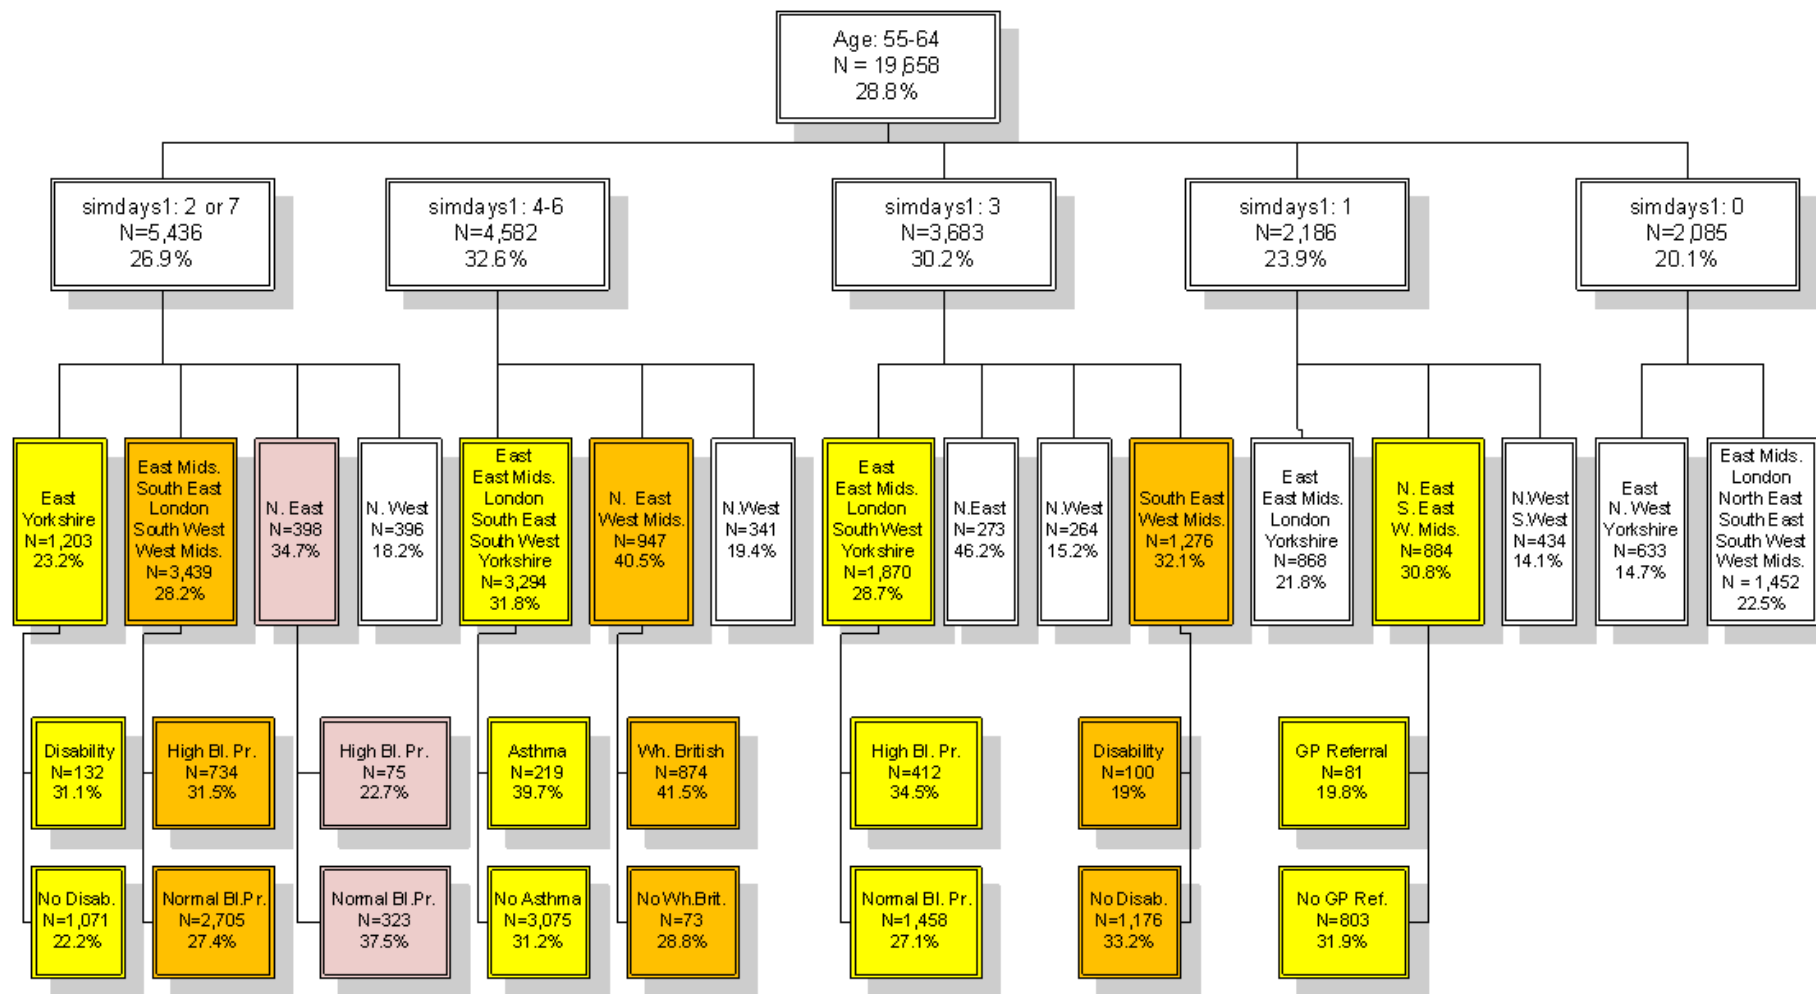 Age: 55-64
N = 19,658
28.8%
simdays1: 2 or 7
N=5,436
26.9%
simdays1: 4-6
N=4,582
32.6%
simdays1: 3
N=3,683
30.2%
simdays1: 1
N=2,186
23.9%
simdays1: 0
N=2,085
20.1%
East
Yorkshire
N=1,203
23.2%
East Mids.
South East
London
South West
West Mids.
N=3,439
28.2%
N. East
N=398
34.7%
N. West
N=396
18.2%
East
East Mids.
London
South East
South West
Yorkshire
N=3,294
31.8%
N. East
West Mids.
N=947
40.5%
N.West
N=341
19.4%
East
East Mids.
London
South West
Yorkshire
N=1,870
28.7%
N.East
N=273
46.2%
N.West
N=264
15.2%
South East
West Mids.
N=1,276
32.1%
East
East Mids.
London
Yorkshire
N=868
21.8%
N. East
S. East
W. Mids.
N=884
30.8%
N.West
S.West
N=434
14.1%
East
N. West
Yorkshire
N=633
14.7%
East Mids.
London
North East
South East
South West
West Mids.
N = 1,452
22.5%
Disability
N=132
31.1%
High Bl. Pr.
N=734
31.5%
High Bl. Pr.
N=75
22.7%
Asthma
N=219
39.7%
Wh. British
N=874
41.5%
High Bl. Pr.
N=412
34.5%
Disability
N=100
19%
GP Referral
N=81
19.8%
No Disab.
N=1,071
22.2%
Normal Bl.Pr.
N=2,705
27.4%
Normal Bl.Pr.
N=323
37.5%
No Asthma
N=3,075
31.2%
No Wh.Brit.
N=73
28.8%
Normal Bl. Pr.
N=1,458
27.1%
No Disab.
N=1,176
33.2%
No GP Ref.
N=803
31.9%